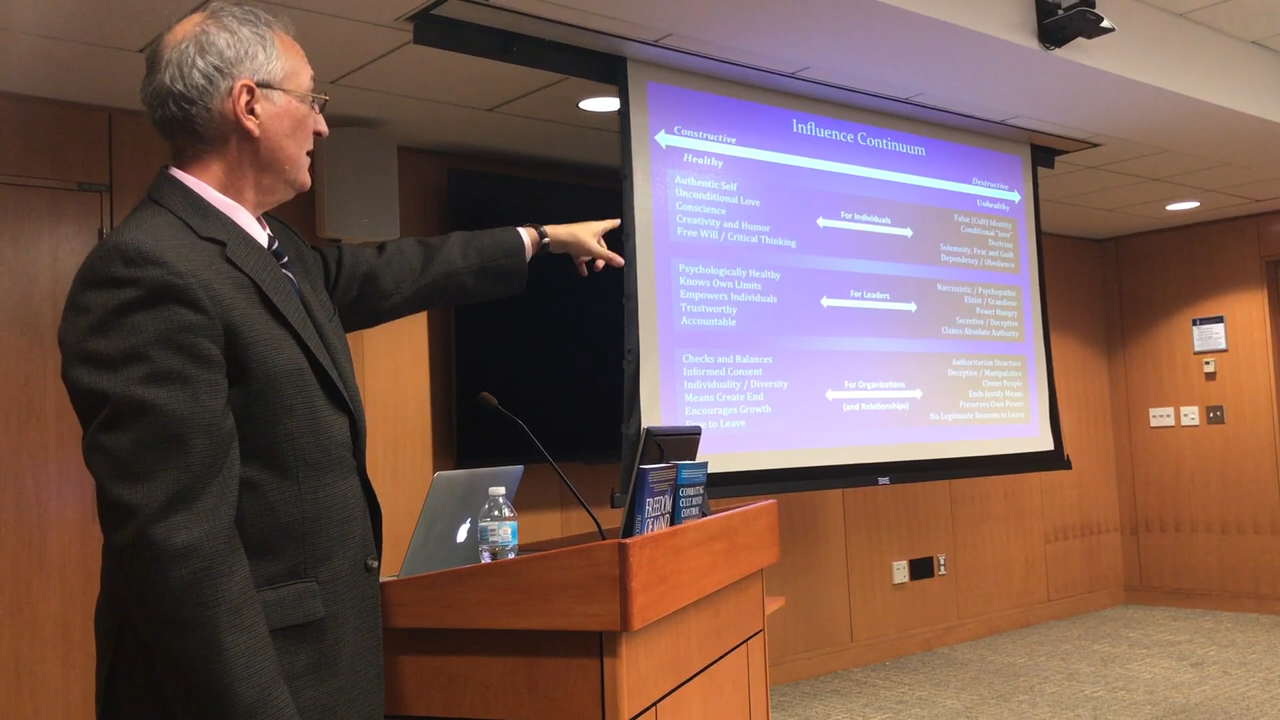 Influence Continuum
Constructive
Healthy
Destructive
Unhealthy
Authentic Self
Unconditional Love
Conscience
Creativity and Humor
Free Will / Critical Thinking
For Individuals
False (Cult) Identity
Conditional "Love"
Doctrine
Solemnity, Fear and Guilt
Dependency / Obedience
Psychologically Healthy
Knows Own Limits
Empowers Individuals
Trustworthy
Accountable
For Leaders
Narcissistic / Psychopathic
Elitist / Grandiose
Power Hungry
Secretive / Deceptive
Claims Absolute Authority
Checks and Balances
Informed Consent
Individuality / Diversity
Means Create End
Encourages Growth
Free to Leave
For Organizations
(and Relationships)
Authoritarian Structure
Deceptive / Manipulative
Clones People
Ends Justify Means
Preserves Own Power
No Legitimate Reasons to Leave
FREEDOM
OF MIND
COMBATING
CULT MIND
CONTROL